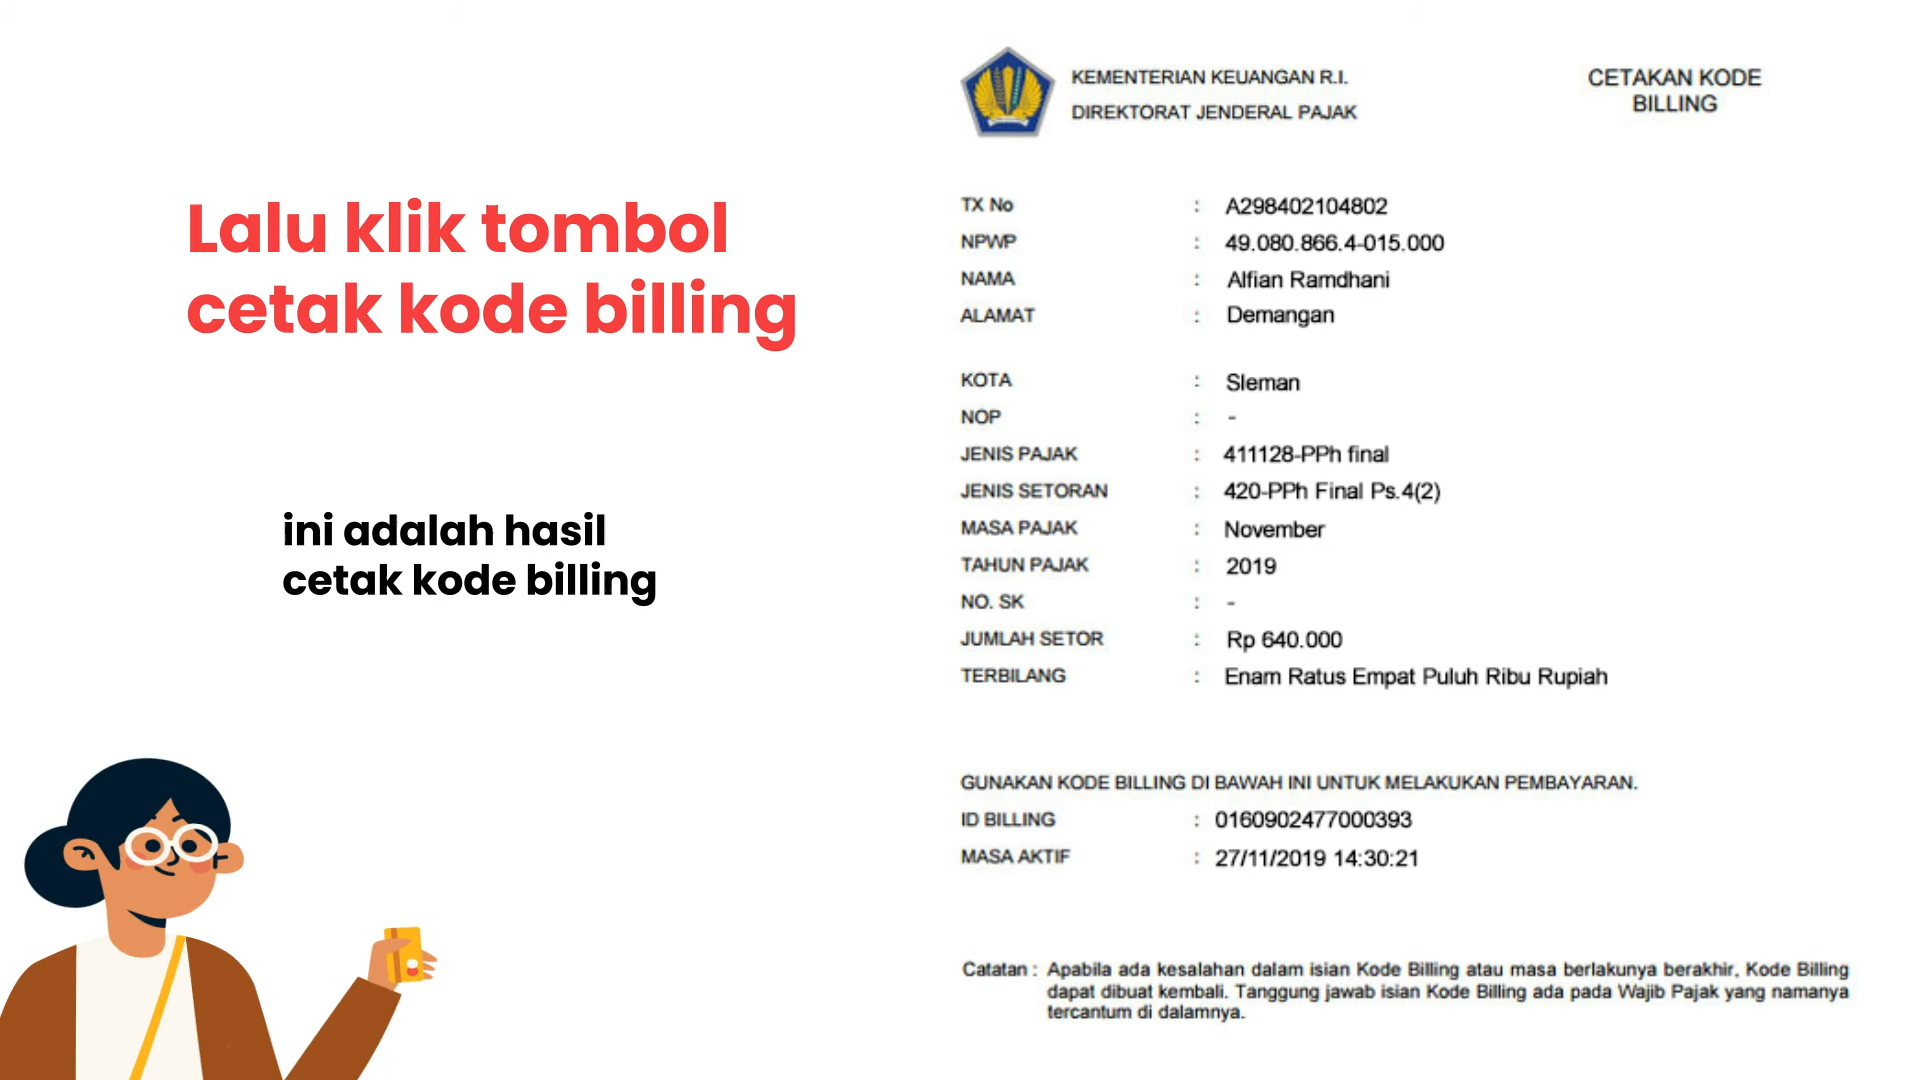 Lalu klik tombol
cetak kode billing
ini adalah hasil
cetak kode billing
KEMENTERIAN KEUANGAN R.I.
DIREKTORAT JENDERAL PAJAK
CETAKAN KODE
BILLING
TX No : A298402104802
NPWP : 49.080.866.4-015.000
NAMA : Alfian Ramdhani
ALAMAT : Demangan
KOTA : Sleman
NOP : -
JENIS PAJAK : 411128-PPh final
JENIS SETORAN : 420-PPh Final Ps.4(2)
MASA PAJAK : November
TAHUN PAJAK : 2019
NO. SK : -
JUMLAH SETOR : Rp 640.000
TERBILANG : Enam Ratus Empat Puluh Ribu Rupiah
GUNAKAN KODE BILLING DI BAWAH INI UNTUK MELAKUKAN PEMBAYARAN.
ID BILLING : 0160902477000393
MASA AKTIF : 27/11/2019 14:30:21
Catatan : Apabila ada kesalahan dalam isian Kode Billing atau masa berlakunya berakhir, Kode Billing
dapat dibuat kembali. Tanggung jawab isian Kode Billing ada pada Wajib Pajak yang namanya
tercantum di dalamnya.